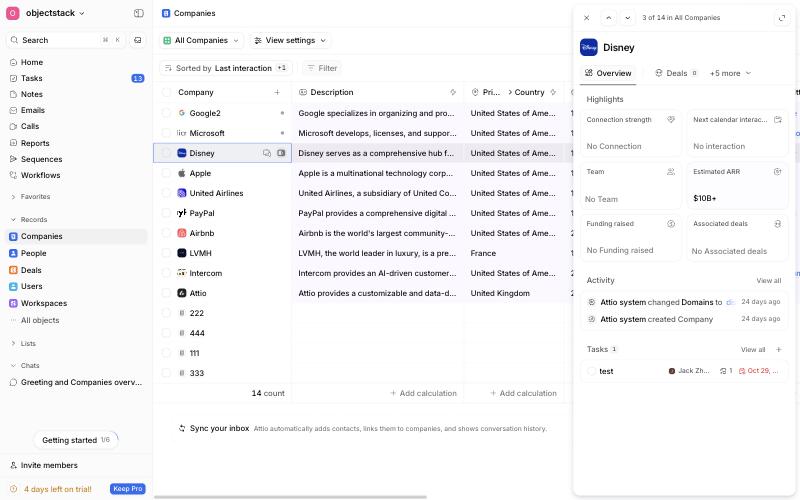 objectstack
Search
⌘ K
Home
Tasks 13
Notes
Emails
Calls
Reports
Sequences
Workflows
Favorites
Records
Companies
People
Deals
Users
Workspaces
All objects
Lists
Chats
Greeting and Companies overv...
Getting started 1/6
Invite members
4 days left on trial!
Keep Pro
Companies
All Companies
View settings
Sorted by Last interaction +1
Filter
Company Description Pri... > Country
Google2 Google specializes in organizing and pro... United States of Ame...
Microsoft Microsoft develops, licenses, and suppor... United States of Ame...
Disney Disney serves as a comprehensive hub f... United States of Ame...
Apple Apple is a multinational technology corp... United States of Ame...
United Airlines United Airlines, a subsidiary of United Co... United States of Ame...
PayPal PayPal provides a comprehensive digital ... United States of Ame...
Airbnb Airbnb is the world's largest community-... United States of Ame...
LVMH LVMH, the world leader in luxury, is a pre... France
Intercom Intercom provides an AI-driven customer... United States of Ame...
Attio Attio provides a customizable and data-d... United Kingdom
222
444
111
333
14 count + Add calculation + Add calculation
Sync your inbox Attio automatically adds contacts, links them to companies, and shows conversation history.
3 of 14 in All Companies
Disney
Overview Deals 0 +5 more
Highlights
Connection strength
No Connection
Next calendar interac...
No interaction
Team
No Team
Estimated ARR
$10B+
Funding raised
No Funding raised
Associated deals
No Associated deals
Activity View all
Attio system changed Domains to 24 days ago
Attio system created Company 24 days ago
Tasks 1 View all +
test Jack Zh... 1 Oct 29, ...